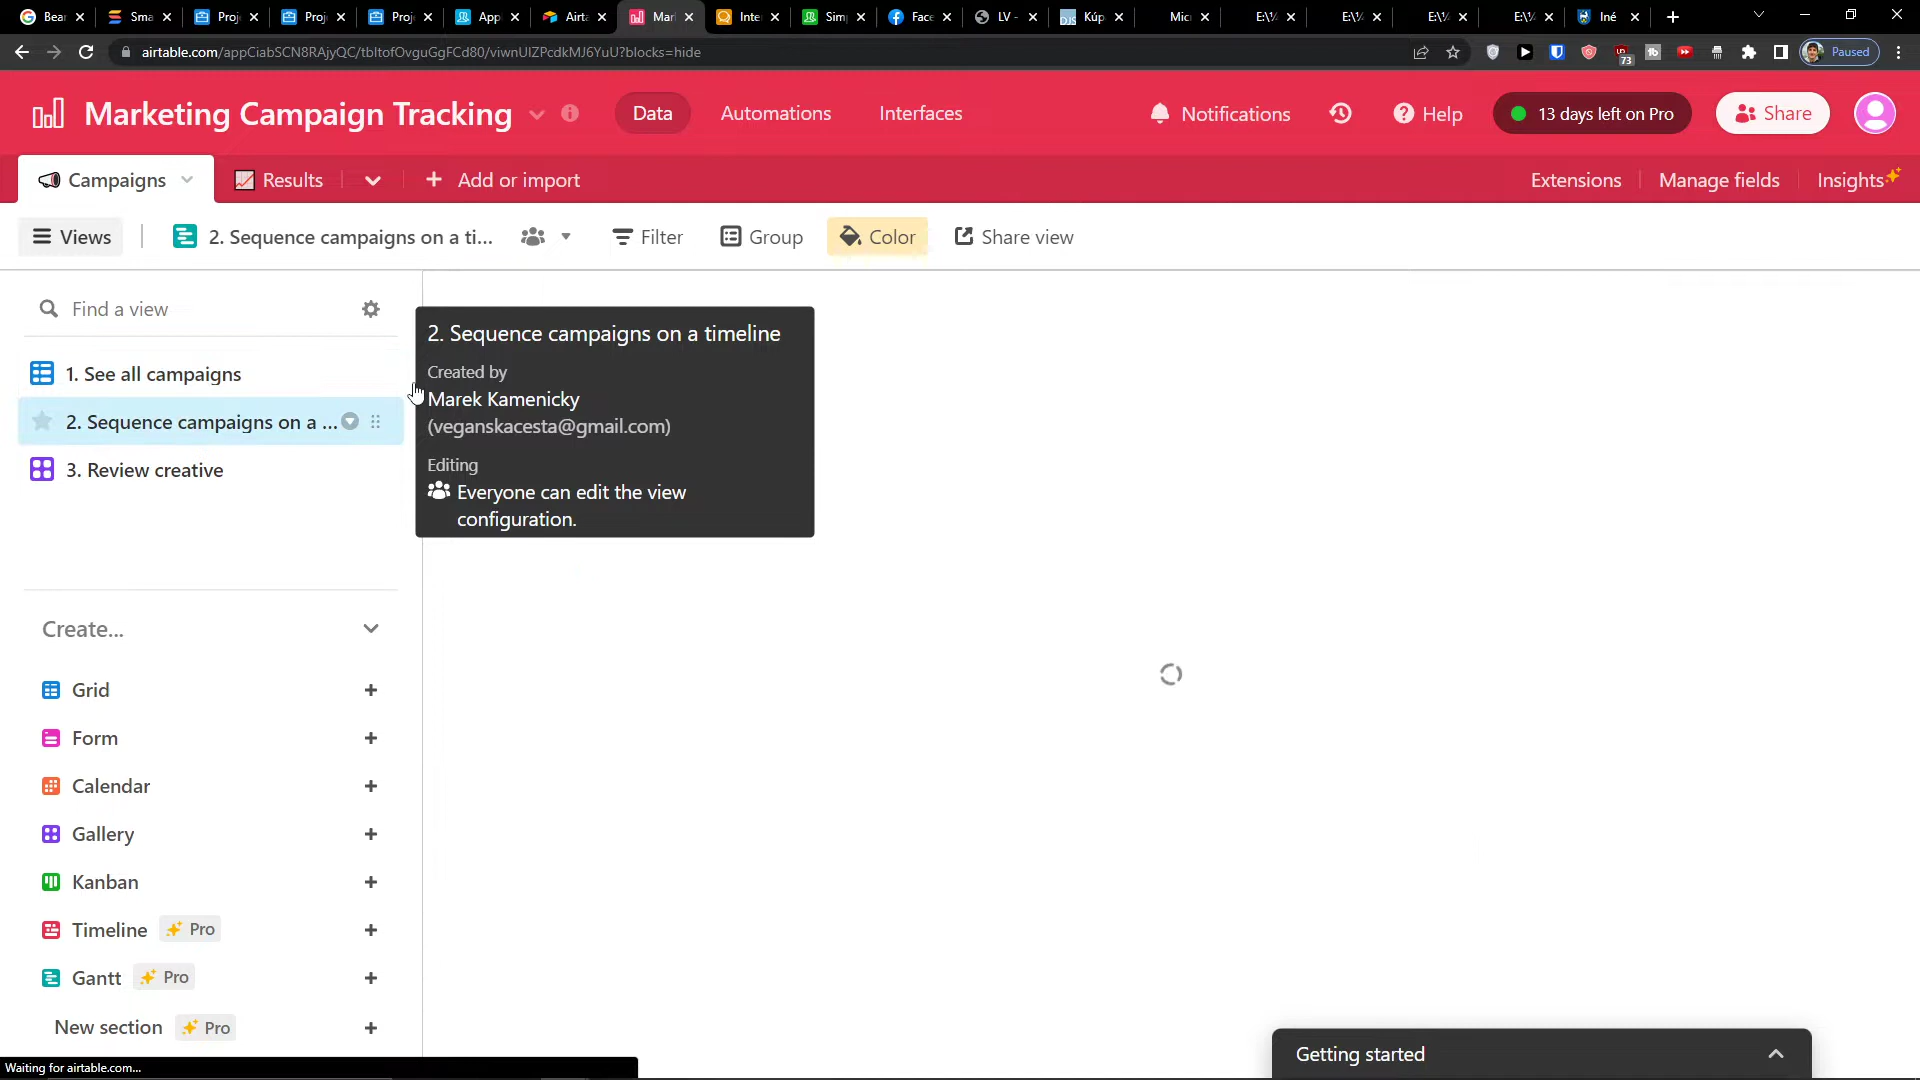 Bear
Sma
Proj
Proj
Proj
App
Airta
Mar
Inte
Sim
Face
LV -
Kúp
Mic
E:\
E:\
E:\
E:\
Iné
airtable.com/appCiabSCN8RAjyQC/tbltofOvguGgFCd80/viwnUIZPcdkMJ6YuU?blocks=hide
73
Paused
Marketing Campaign Tracking
Data
Automations
Interfaces
Notifications
Help
13 days left on Pro
Share
Campaigns
Results
Add or import
Extensions
Manage fields
Insights
Views
2. Sequence campaigns on a ti...
Filter
Group
Color
Share view
Find a view
1. See all campaigns
2. Sequence campaigns on a ...
3. Review creative
2. Sequence campaigns on a timeline
Created by
Marek Kamenicky
(veganskacesta@gmail.com)
Editing
Everyone can edit the view
configuration.
Create...
Grid
Form
Calendar
Gallery
Kanban
Timeline Pro
Gantt Pro
New section Pro
Getting started
Waiting for airtable.com...